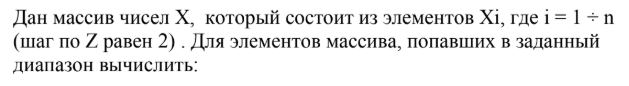 Дан массив чисел X, который состоит из элементов Xi, где i = 1 ÷ n
(шаг по Z равен 2) . Для элементов массива, попавших в заданный
диапазон вычислить: